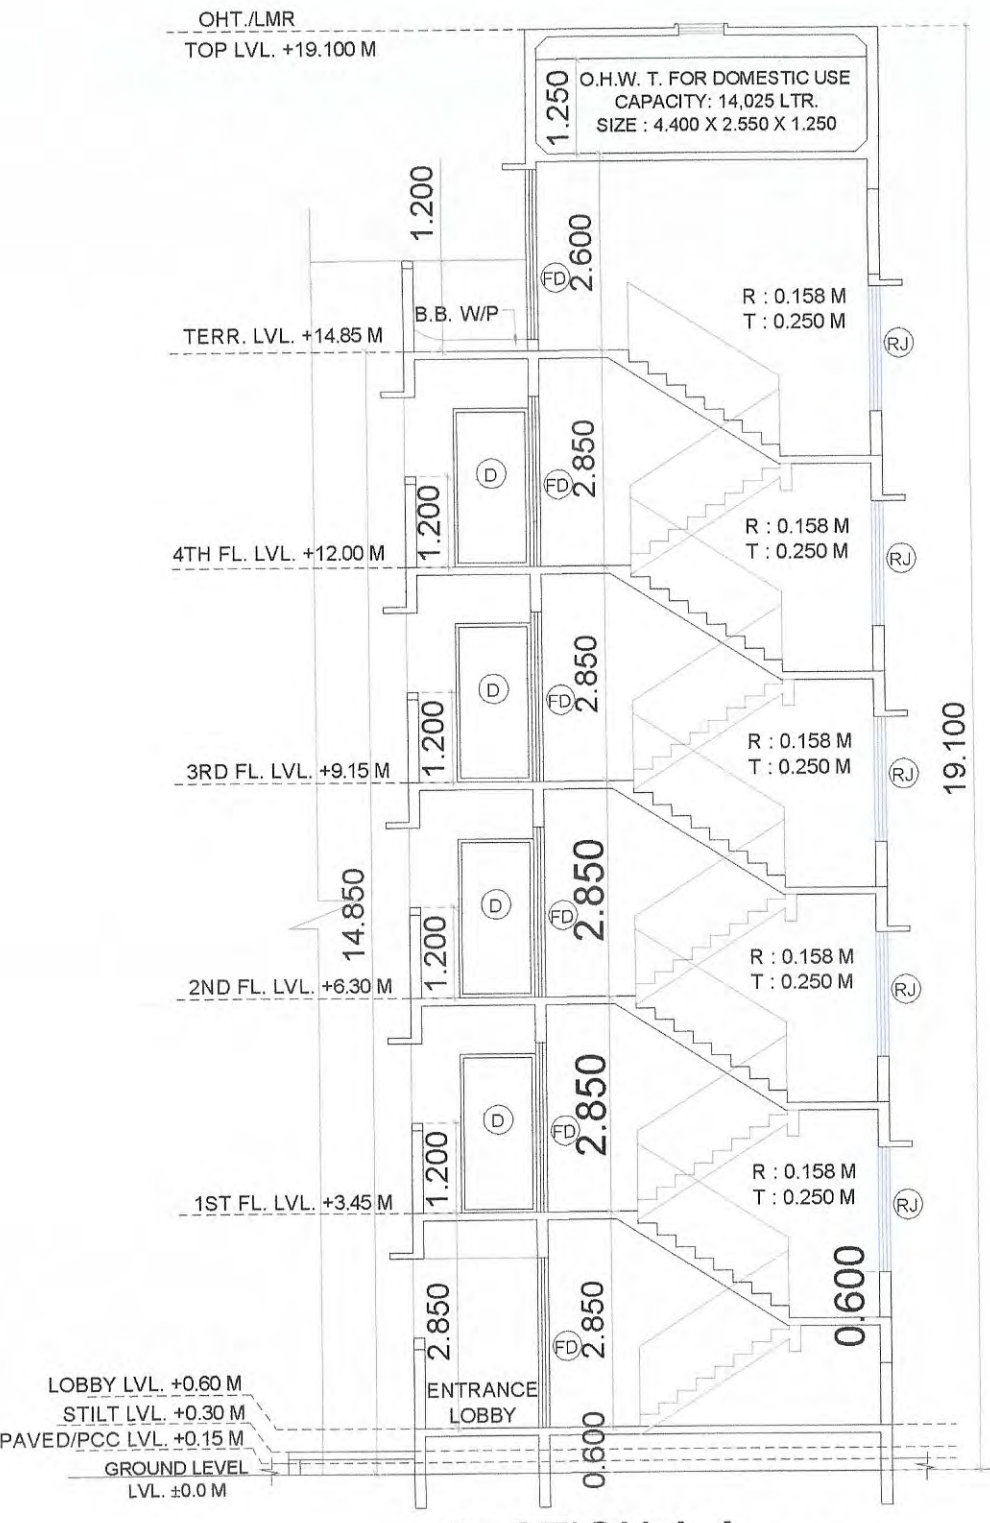 OHT./LMR
TOP LVL. +19.100 M
O.H.W. T. FOR DOMESTIC USE
CAPACITY: 14,025 LTR.
SIZE : 4.400 X 2.550 X 1.250
1.250
1.200
2.600
FD
R : 0.158 M
T : 0.250 M
B.B. W/P
TERR. LVL. +14.85 M
RJ
2.850
D
FD
1.200
R : 0.158 M
T : 0.250 M
4TH FL. LVL. +12.00 M
RJ
2.850
D
FD
1.200
R : 0.158 M
T : 0.250 M
3RD FL. LVL. +9.15 M
RJ
19.100
14.850
2.850
D
FD
1.200
R : 0.158 M
T : 0.250 M
2ND FL. LVL. +6.30 M
RJ
2.850
D
FD
1.200
R : 0.158 M
T : 0.250 M
1ST FL. LVL. +3.45 M
RJ
0.600
2.850
2.850
FD
LOBBY LVL. +0.60 M
ENTRANCE
LOBBY
STILT LVL. +0.30 M
PAVED/PCC LVL. +0.15 M
0.600
GROUND LEVEL
LVL. ±0.0 M